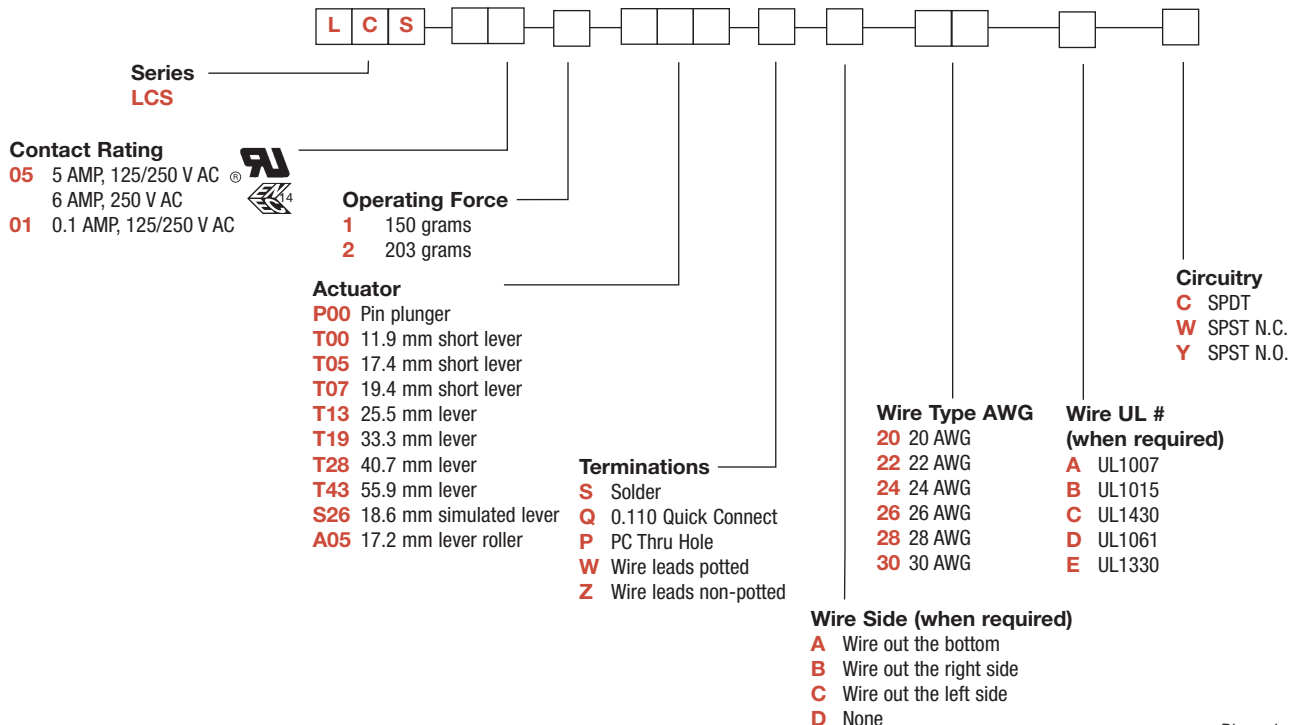 L C S
Series
LCS
Contact Rating
05 5 AMP, 125/250 V AC ®
6 AMP, 250 V AC
14
01 0.1 AMP, 125/250 V AC
Operating Force
1 150 grams
2 203 grams
Actuator
P00 Pin plunger
T00 11.9 mm short lever
T05 17.4 mm short lever
T07 19.4 mm short lever
T13 25.5 mm lever
T19 33.3 mm lever
T28 40.7 mm lever
T43 55.9 mm lever
S26 18.6 mm simulated lever
A05 17.2 mm lever roller
Terminations
S Solder
Q 0.110 Quick Connect
P PC Thru Hole
W Wire leads potted
Z Wire leads non-potted
Wire Side (when required)
A Wire out the bottom
B Wire out the right side
C Wire out the left side
D None
Wire Type AWG
20 20 AWG
22 22 AWG
24 24 AWG
26 26 AWG
28 28 AWG
30 30 AWG
Wire UL #
(when required)
A UL1007
B UL1015
C UL1430
D UL1061
E UL1330
Circuitry
C SPDT
W SPST N.C.
Y SPST N.O.